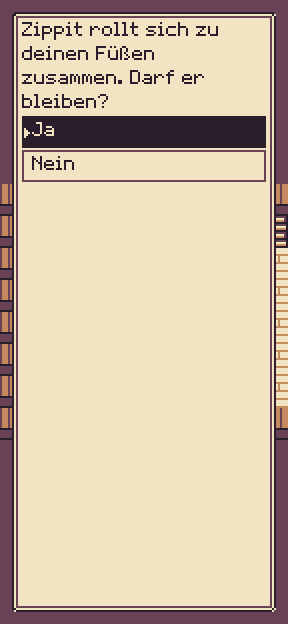 Zippit rollt sich zu
deinen Füßen
zusammen. Darf er
bleiben?
Ja
Nein